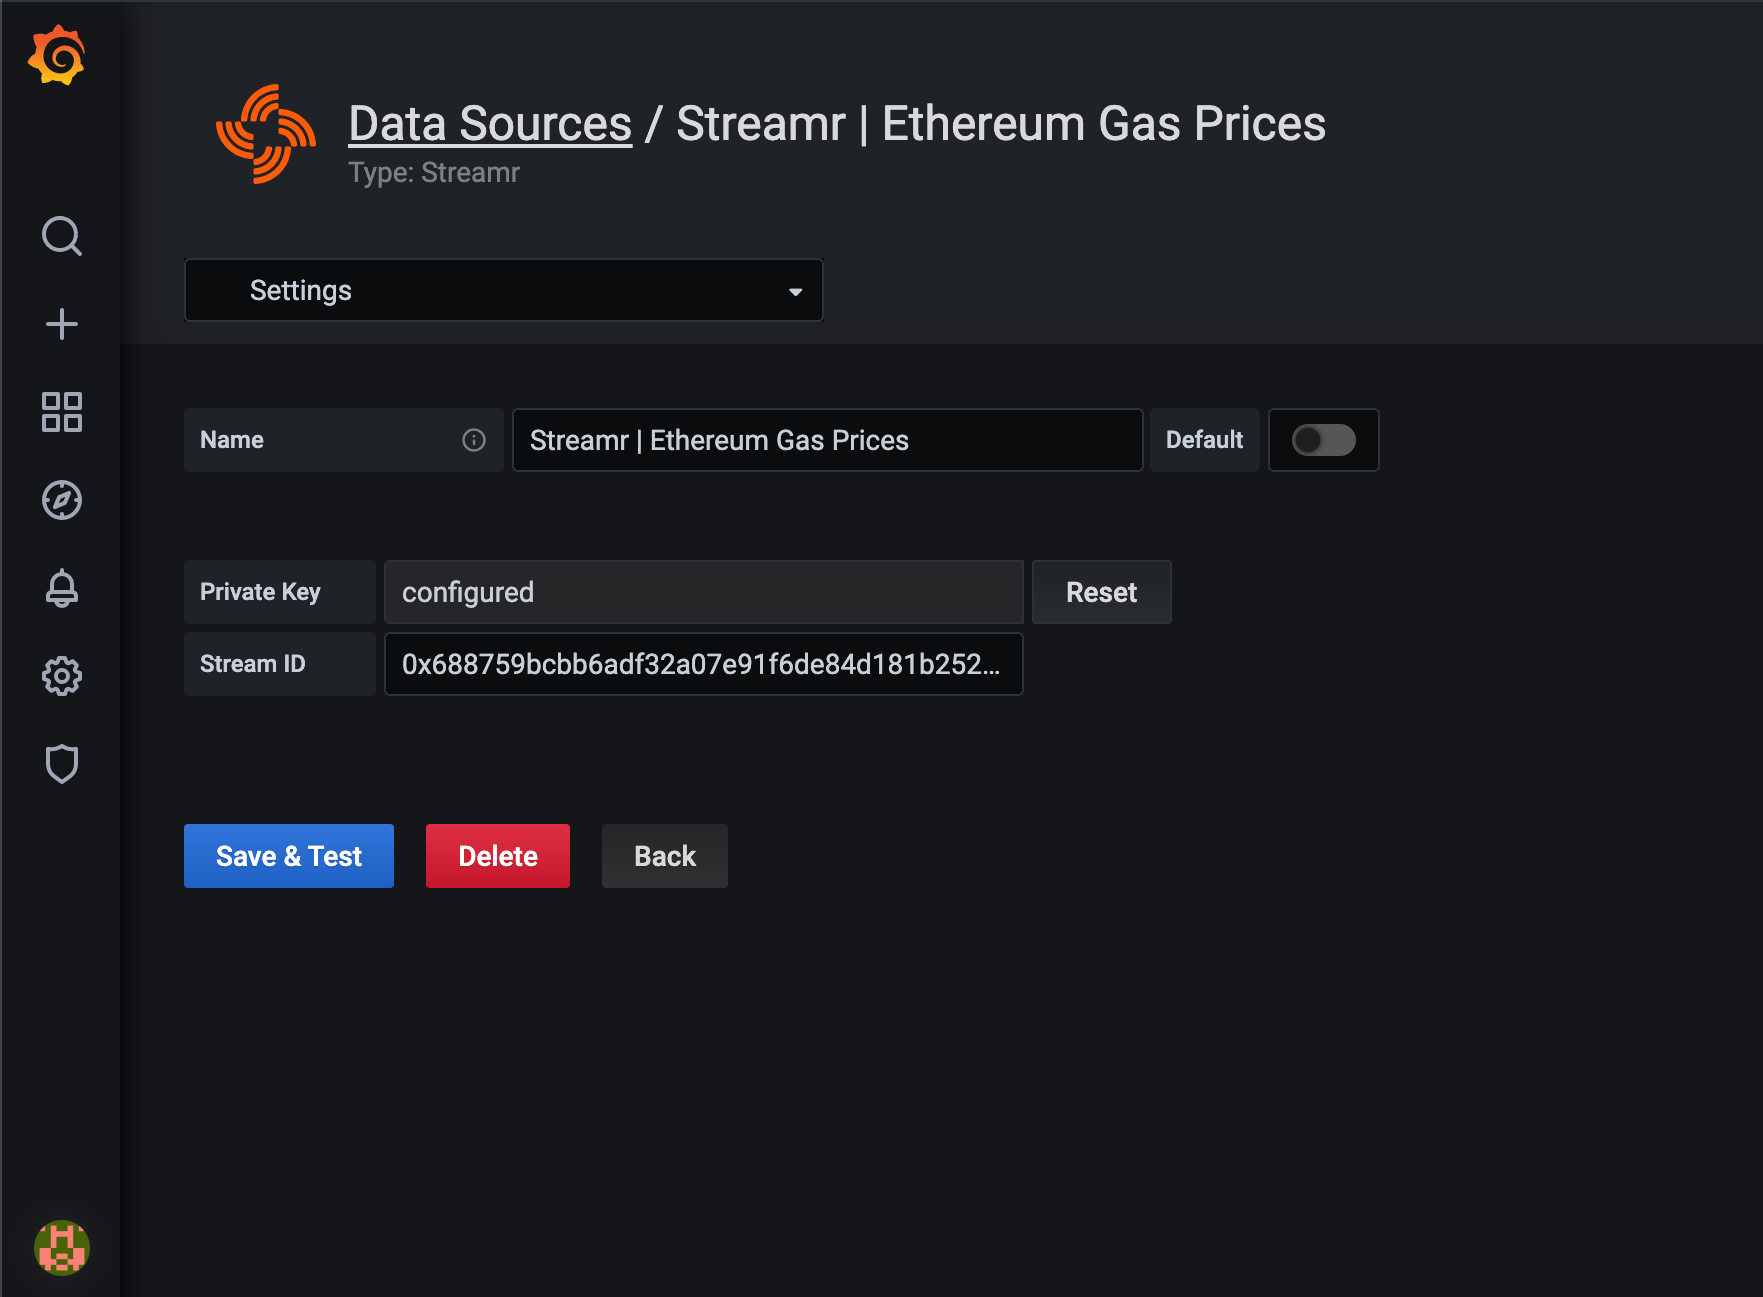 Data Sources / Streamr | Ethereum Gas Prices
Type: Streamr
Settings
Name Streamr | Ethereum Gas Prices Default
Private Key configured Reset
Stream ID 0x688759bcbb6adf32a07e91f6de84d181b252...
Save & Test Delete Back